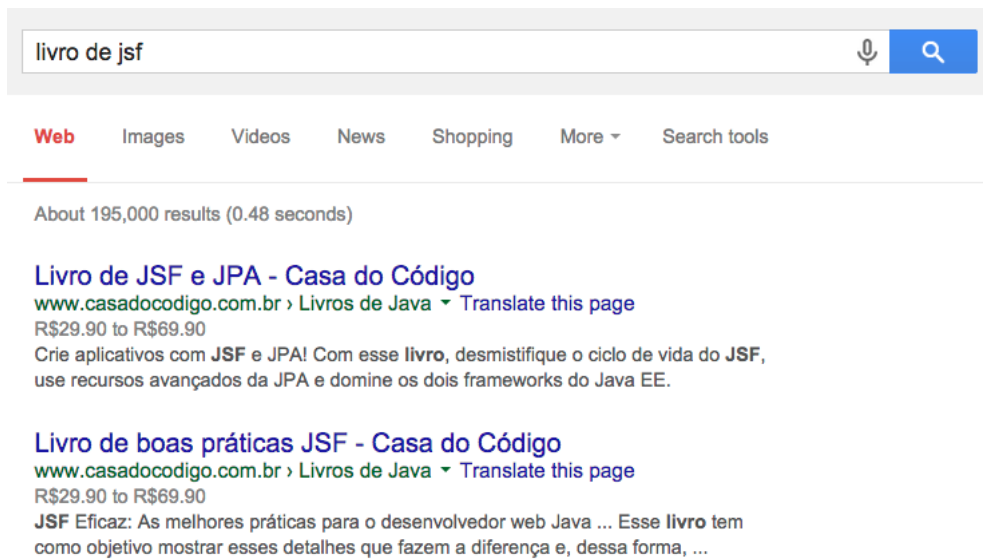 livro de jsf
Web Images Videos News Shopping More Search tools
About 195,000 results (0.48 seconds)
Livro de JSF e JPA - Casa do Código
www.casadocodigo.com.br › Livros de Java Translate this page
R$29.90 to R$69.90
Crie aplicativos com JSF e JPA! Com esse livro, desmistifique o ciclo de vida do JSF,
use recursos avançados da JPA e domine os dois frameworks do Java EE.
Livro de boas práticas JSF - Casa do Código
www.casadocodigo.com.br › Livros de Java Translate this page
R$29.90 to R$69.90
JSF Eficaz: As melhores práticas para o desenvolvedor web Java ... Esse livro tem
como objetivo mostrar esses detalhes que fazem a diferença e, dessa forma, ...